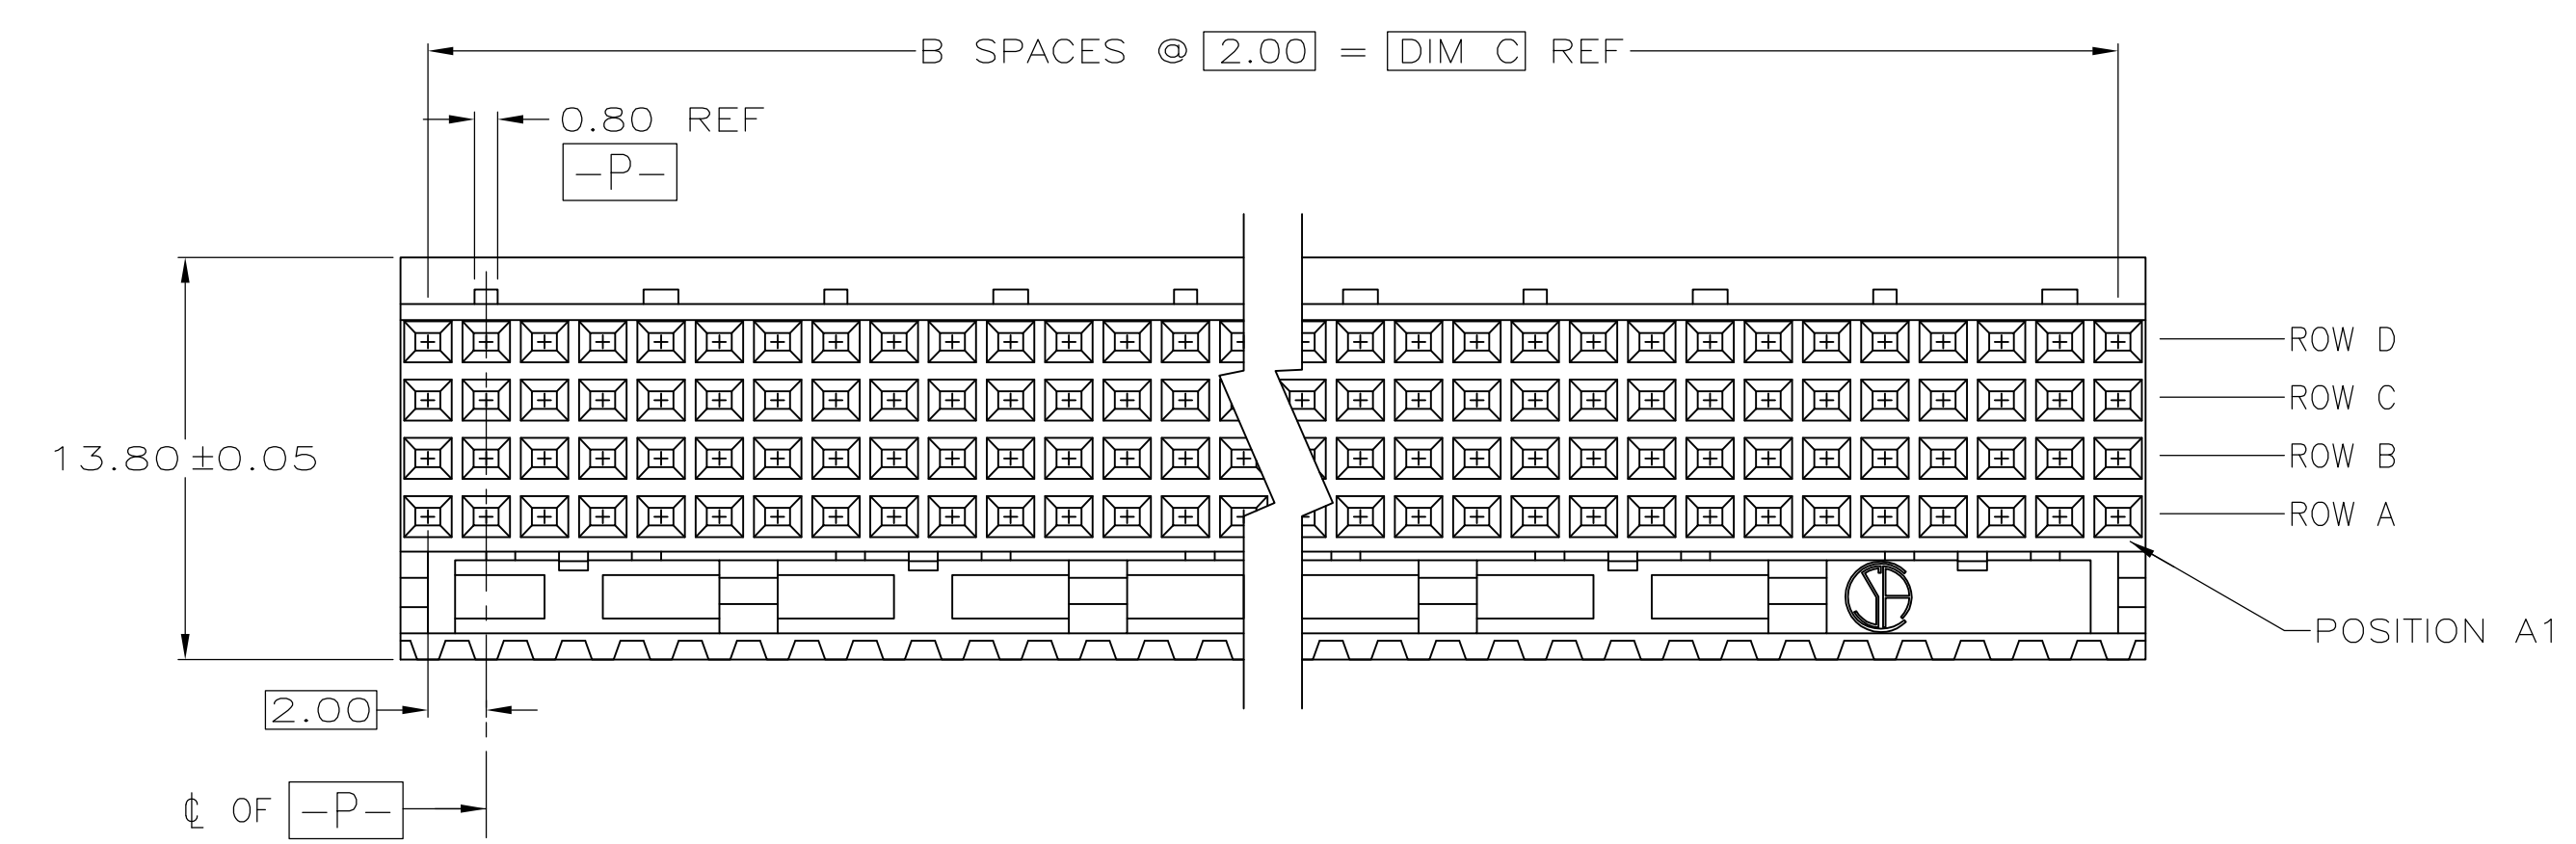 B SPACES @ 2.00 = DIM C REF
0.80 REF
-P-
ROW D
ROW C
13.80±0.05
ROW B
ROW A
POSITION A1
2.00
℄ OF -P-